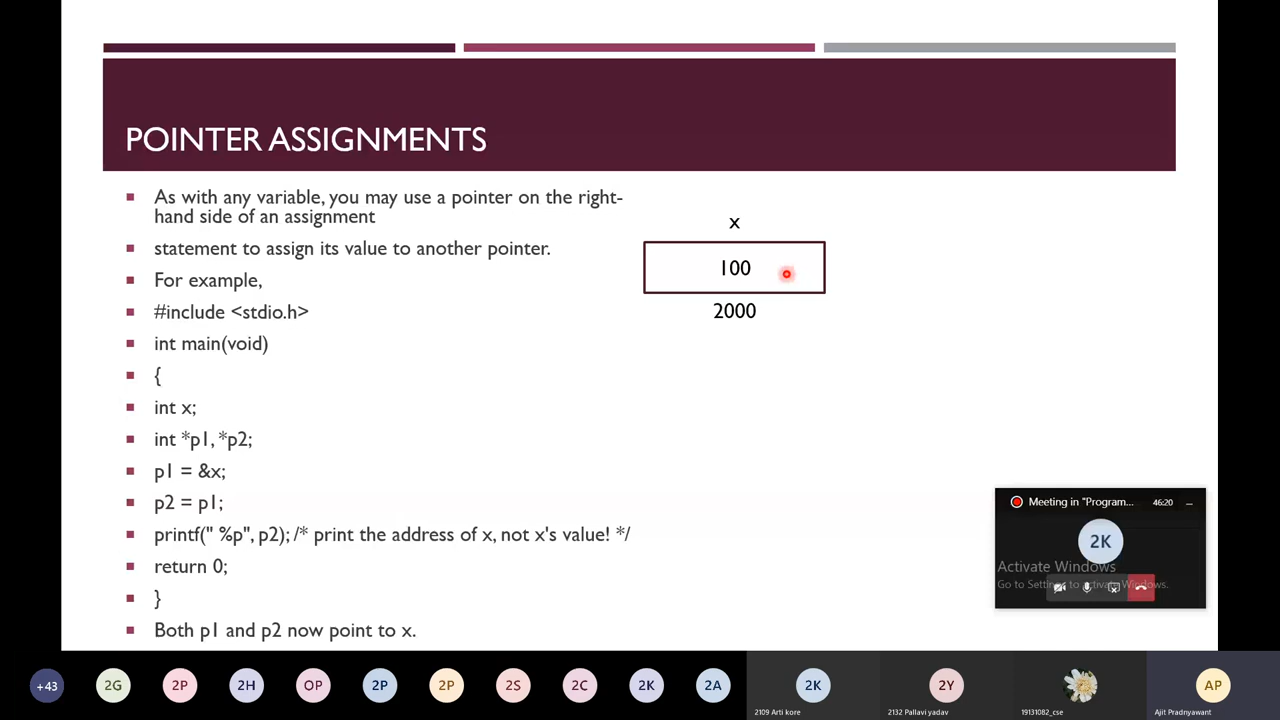 POINTER ASSIGNMENTS
As with any variable, you may use a pointer on the right-
hand side of an assignment
statement to assign its value to another pointer.
For example,
#include <stdio.h>
int main(void)
{
int x;
int *p1, *p2;
p1 = &x;
p2 = p1;
printf(" %p", p2); /* print the address of x, not x's value! */
return 0;
}
Both p1 and p2 now point to x.
x
100
2000
Meeting in "Program... 46:20
2K
Activate Windows
Go to Settings to activate Windows.
+43 2G 2P 2H OP 2P 2P 2S 2C 2K 2A 2K 2Y AP
2109 Arti kore 2132 Pallavi yadav 19131082_cse Ajit Pradnyawant